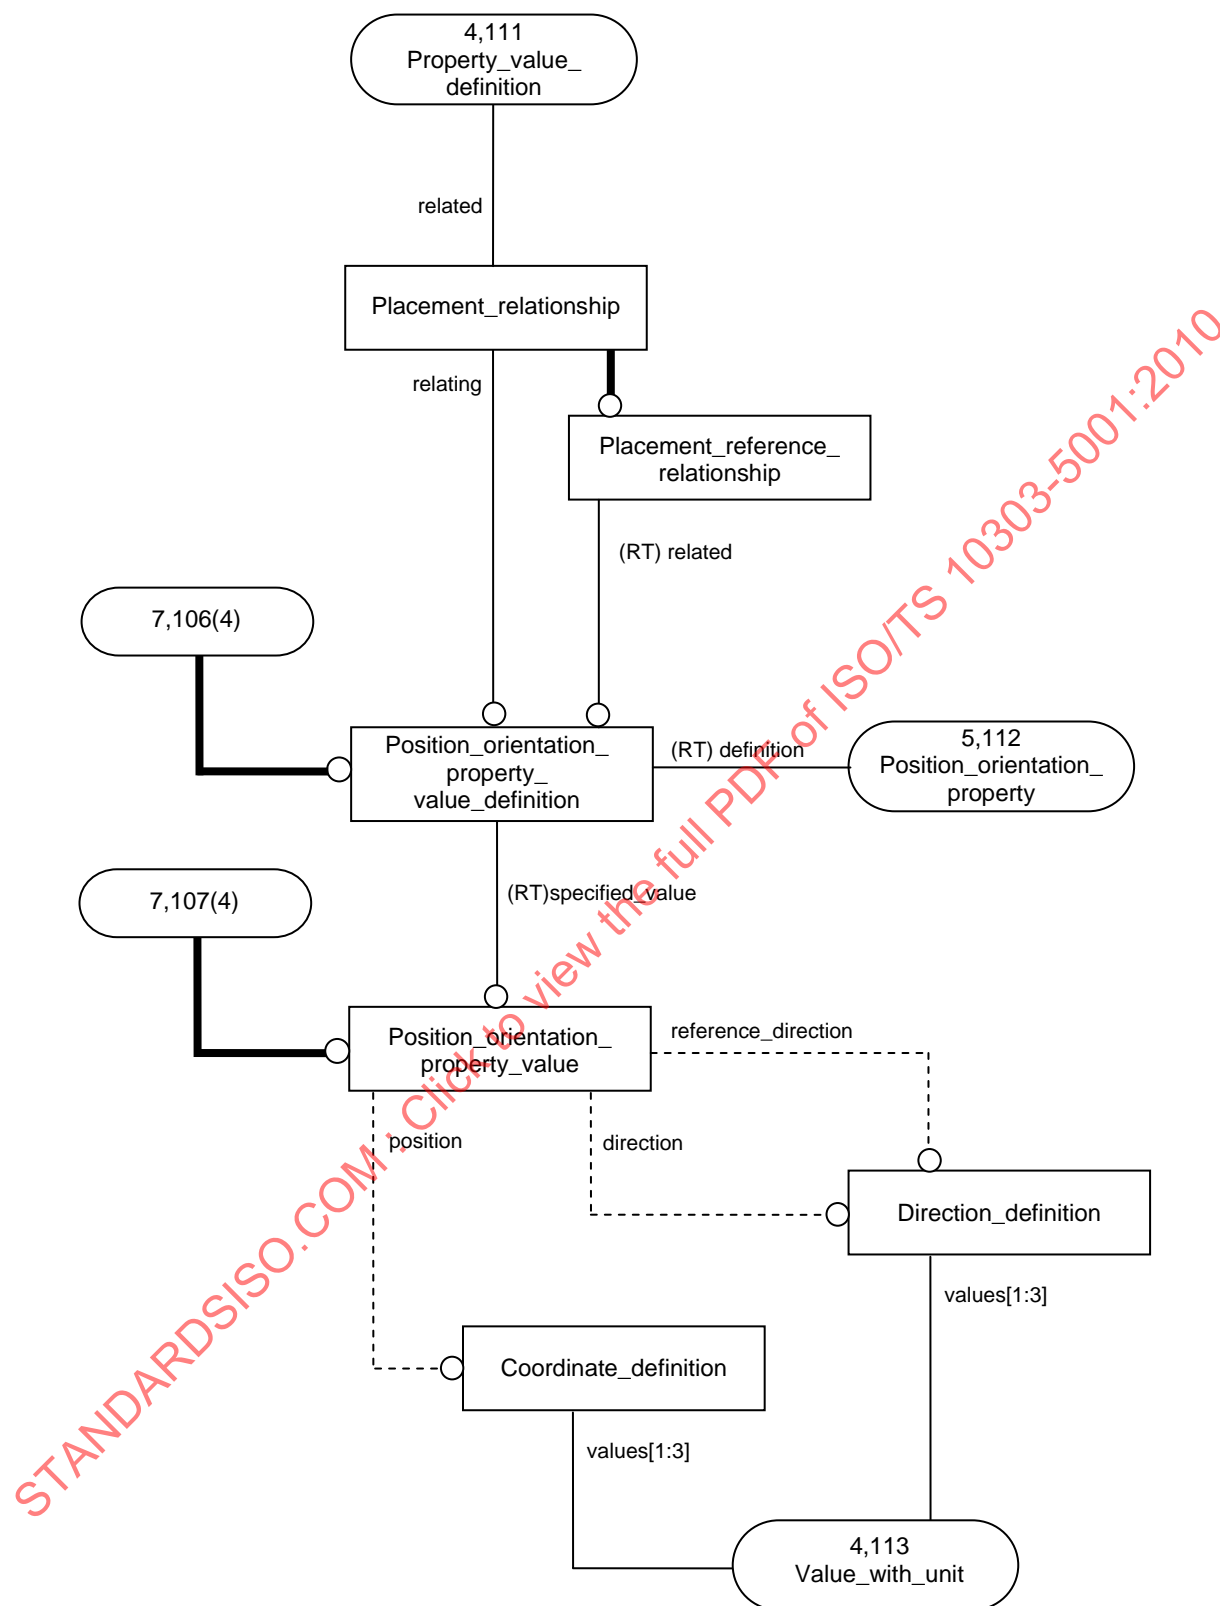 4,111
Property_value_
definition
related
Placement_relationship
relating
Placement_reference_
relationship
(RT) related
7,106(4)
Position_orientation_
property_
value_definition
(RT) definition
5,112
Position_orientation_
property
(RT)specified_value
7,107(4)
Position_orientation_
property_value
reference_direction
position
direction
Direction_definition
values[1:3]
Coordinate_definition
values[1:3]
4,113
Value_with_unit
STANDARDSISO.COM : Click to view the full PDF of ISO/TS 10303-5001:2010